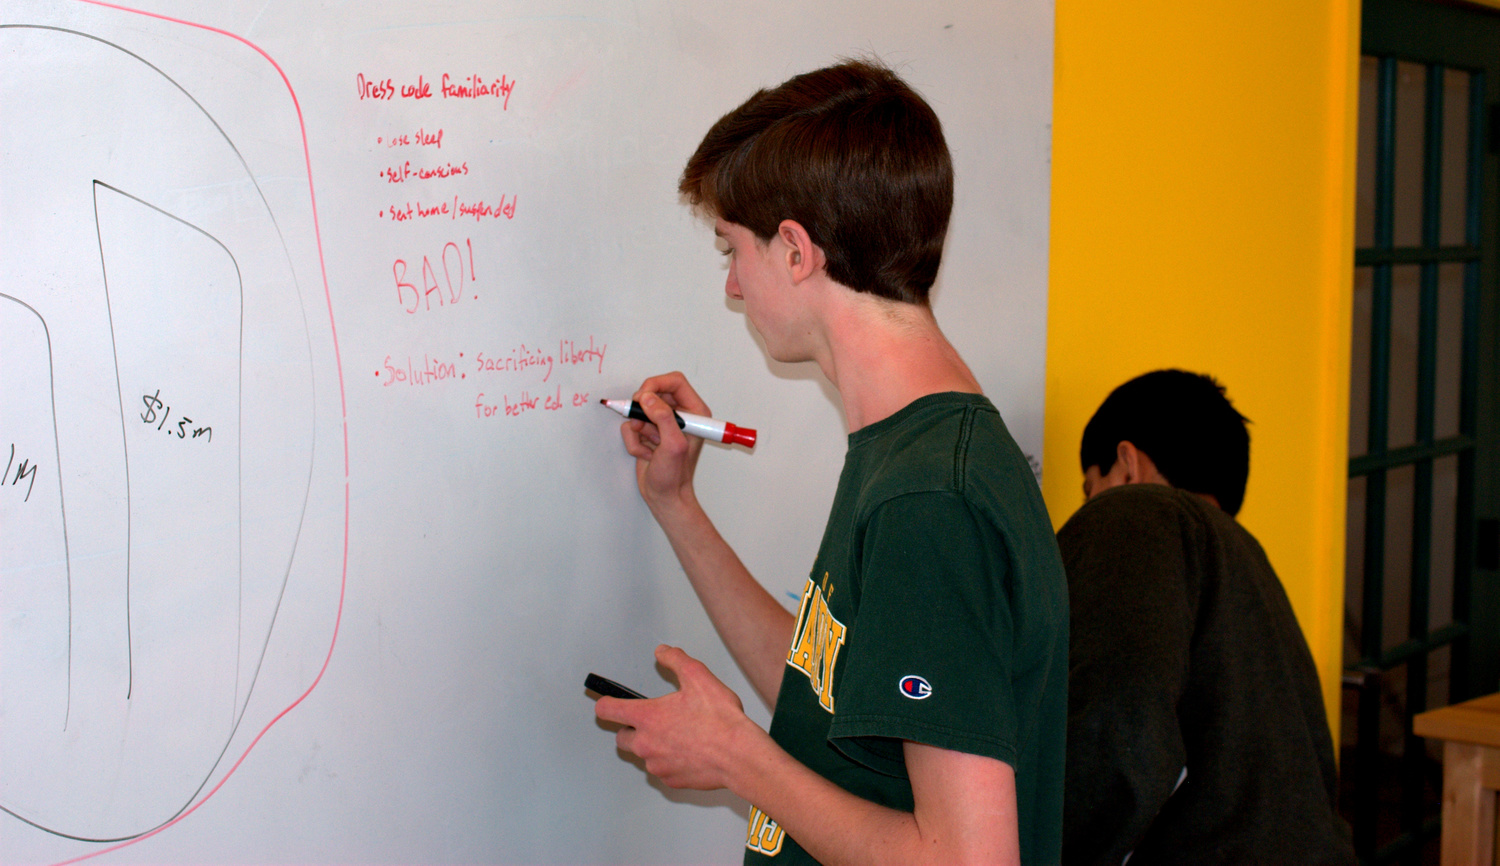 Dress code familiarity
• Lose sleep
• self-conscious
• Sent home/suspended
BAD!
• Solution: sacrificing liberty
for better ed. ex
$1.5m
1M